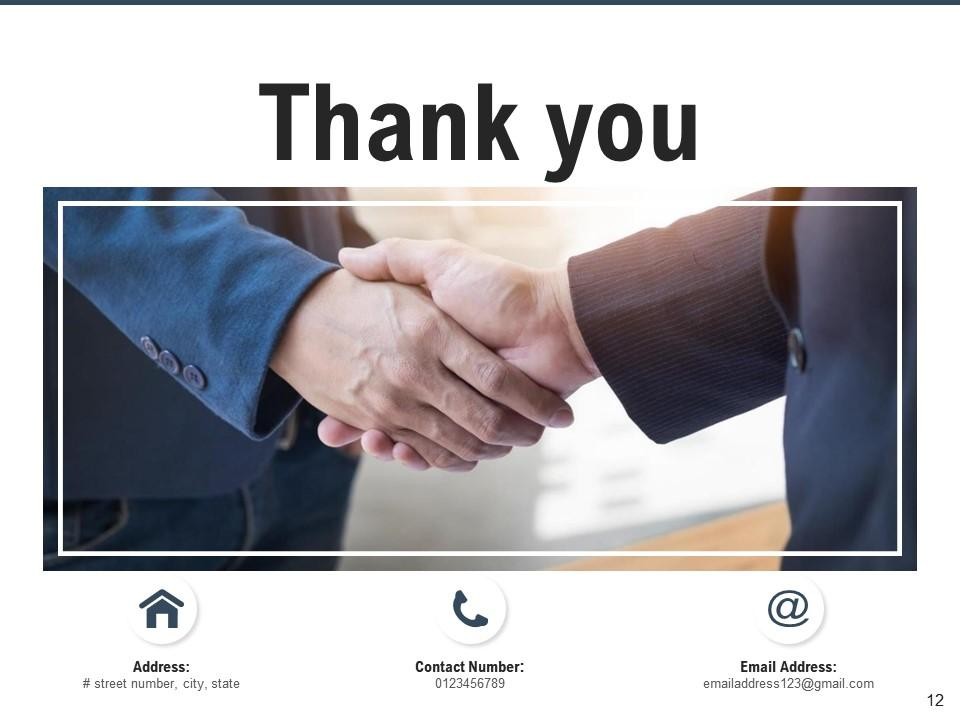 Thank you
@
Address:
# street number, city, state
Contact Number:
0123456789
Email Address:
emailaddress123@gmail.com
12